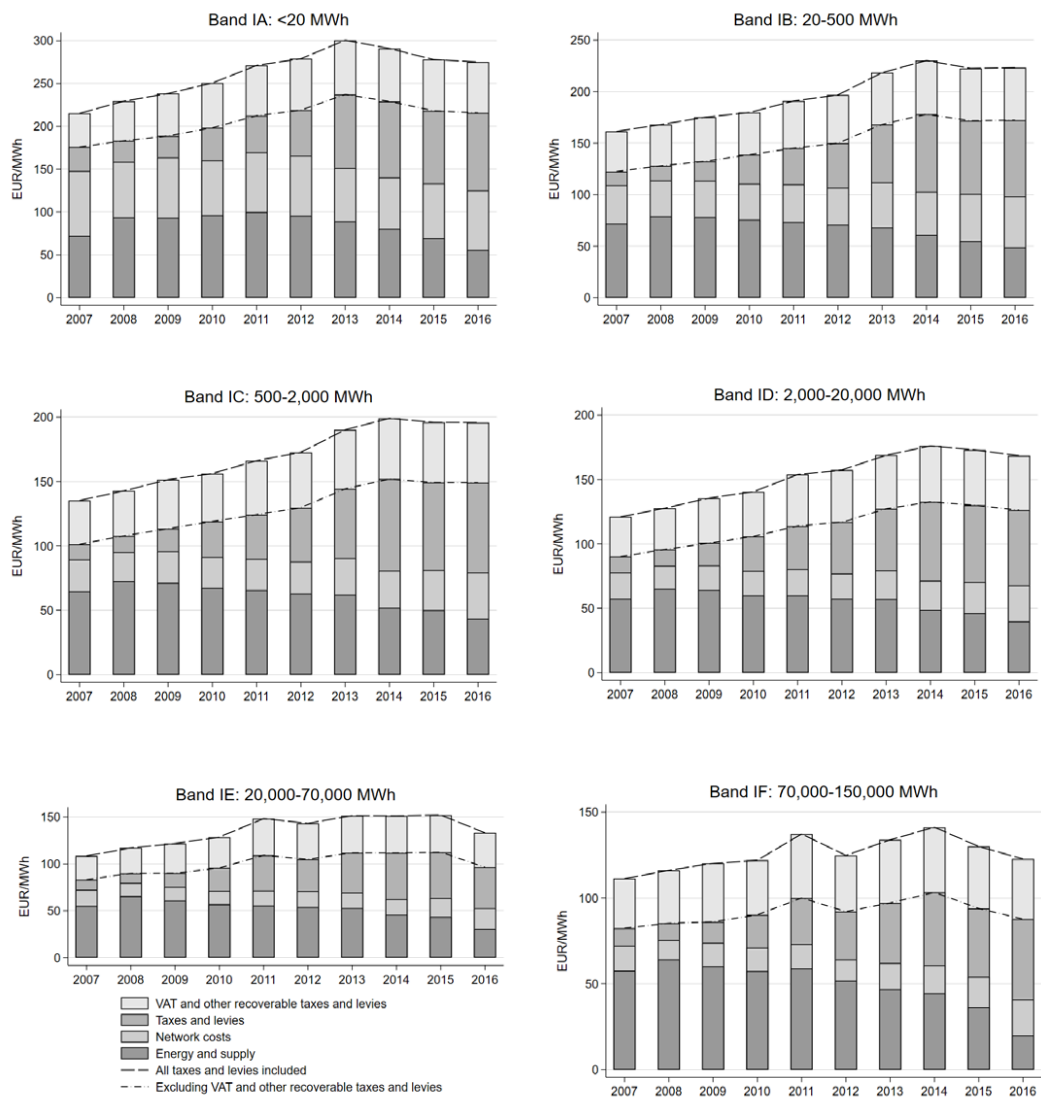 Band IA: <20 MWh
EUR/MWh
300
250
200
150
100
50
0
2007 2008 2009 2010 2011 2012 2013 2014 2015 2016
Band IB: 20-500 MWh
EUR/MWh
250
200
150
100
50
0
2007 2008 2009 2010 2011 2012 2013 2014 2015 2016
Band IC: 500-2,000 MWh
EUR/MWh
200
150
100
50
0
2007 2008 2009 2010 2011 2012 2013 2014 2015 2016
Band ID: 2,000-20,000 MWh
EUR/MWh
200
150
100
50
0
2007 2008 2009 2010 2011 2012 2013 2014 2015 2016
Band IE: 20,000-70,000 MWh
EUR/MWh
150
100
50
0
2007 2008 2009 2010 2011 2012 2013 2014 2015 2016
VAT and other recoverable taxes and levies
Taxes and levies
Network costs
Energy and supply
All taxes and levies included
Excluding VAT and other recoverable taxes and levies
Band IF: 70,000-150,000 MWh
EUR/MWh
150
100
50
0
2007 2008 2009 2010 2011 2012 2013 2014 2015 2016